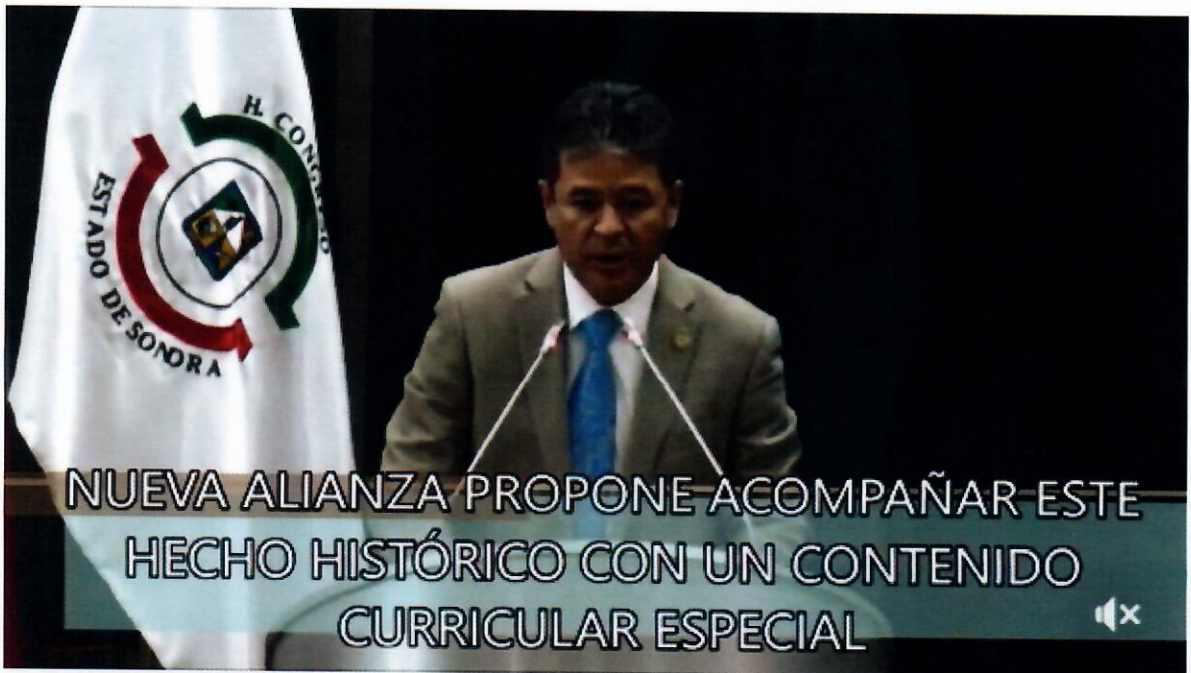 H. CONGRESO
ESTADO DE SONORA
NUEVA ALIANZA PROPONE ACOMPAÑAR ESTE
HECHO HISTÓRICO CON UN CONTENIDO
CURRICULAR ESPECIAL